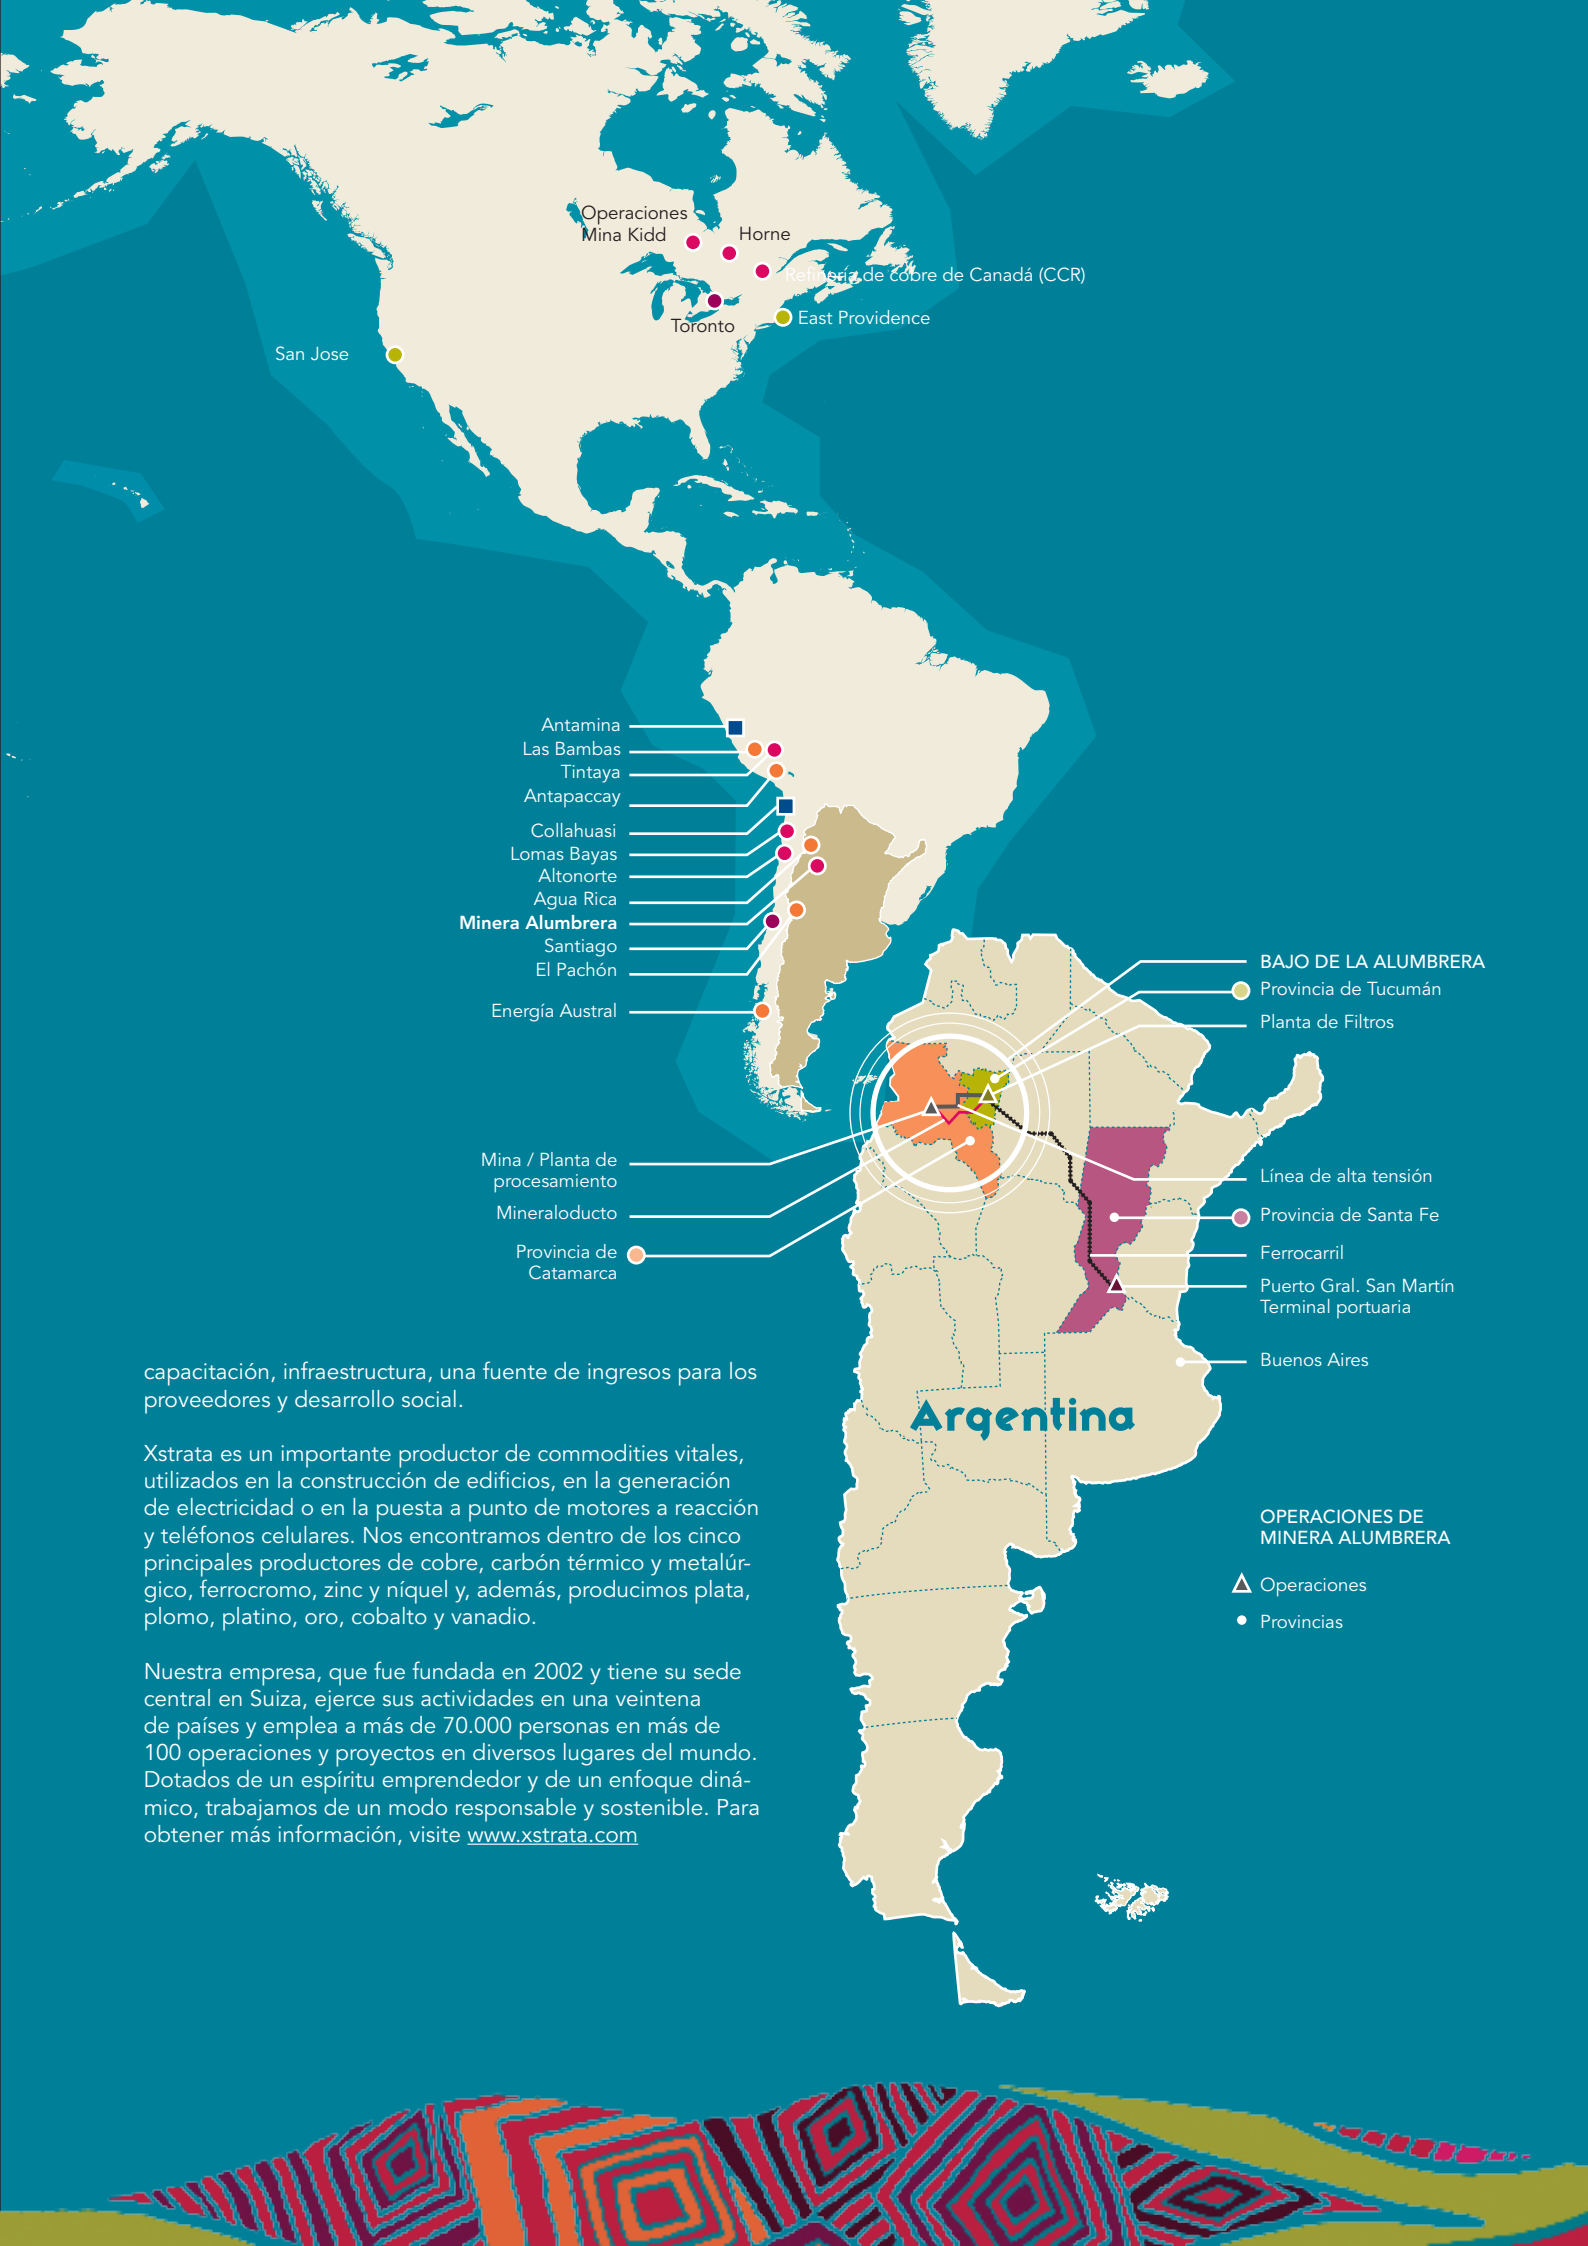 Operaciones
Mina Kidd
Horne
Refinería de cobre de Canadá (CCR)
Toronto
East Providence
San Jose
Antamina
Las Bambas
Tintaya
Antapaccay
Collahuasi
Lomas Bayas
Altonorte
Agua Rica
Minera Alumbrera
Santiago
El Pachón
Energía Austral
BAJO DE LA ALUMBRERA
Provincia de Tucumán
Planta de Filtros
Mina / Planta de
procesamiento
Mineraloducto
Provincia de
Catamarca
Línea de alta tensión
Provincia de Santa Fe
Ferrocarril
Puerto Gral. San Martín
Terminal portuaria
Buenos Aires
Argentina
capacitación, infraestructura, una fuente de ingresos para los
proveedores y desarrollo social.
Xstrata es un importante productor de commodities vitales,
utilizados en la construcción de edificios, en la generación
de electricidad o en la puesta a punto de motores a reacción
y teléfonos celulares. Nos encontramos dentro de los cinco
principales productores de cobre, carbón térmico y metalúr-
gico, ferrocromo, zinc y níquel y, además, producimos plata,
plomo, platino, oro, cobalto y vanadio.
Nuestra empresa, que fue fundada en 2002 y tiene su sede
central en Suiza, ejerce sus actividades en una veintena
de países y emplea a más de 70.000 personas en más de
100 operaciones y proyectos en diversos lugares del mundo.
Dotados de un espíritu emprendedor y de un enfoque diná-
mico, trabajamos de un modo responsable y sostenible. Para
obtener más información, visite www.xstrata.com
OPERACIONES DE
MINERA ALUMBRERA
Operaciones
Provincias